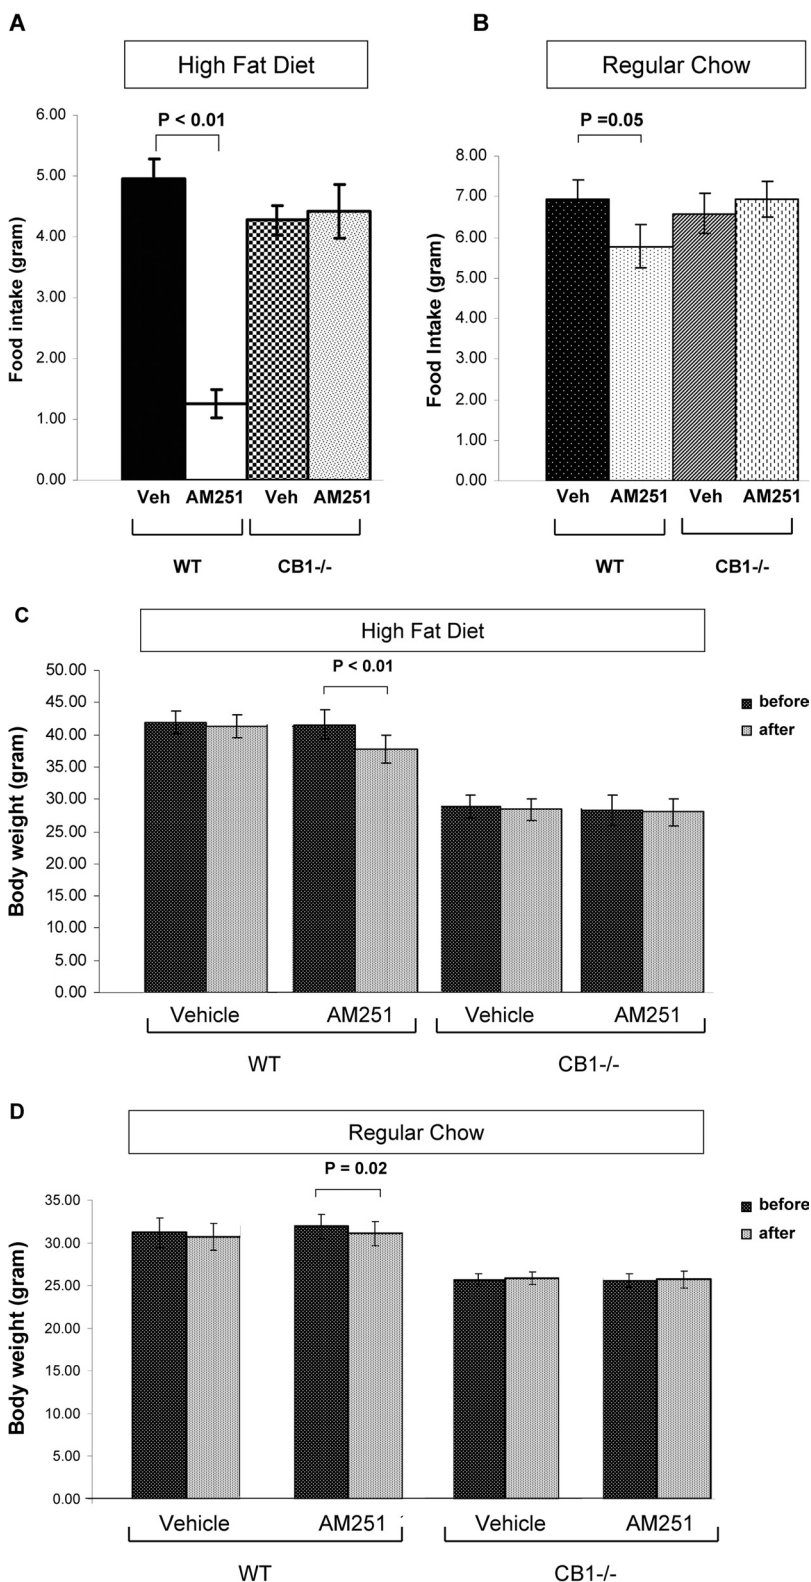 A
High Fat Diet
P < 0.01
Food intake (gram)
6.00
5.00
4.00
3.00
2.00
1.00
0.00
Veh AM251 Veh AM251
WT CB1-/-
B
Regular Chow
P =0.05
Food Intake (gram)
8.00
7.00
6.00
5.00
4.00
3.00
2.00
1.00
0.00
Veh AM251 Veh AM251
WT CB1-/-
C
High Fat Diet
P < 0.01
Body weight (gram)
50.00
45.00
40.00
35.00
30.00
25.00
20.00
15.00
10.00
5.00
0.00
before
after
Vehicle AM251 Vehicle AM251
WT CB1-/-
D
Regular Chow
P = 0.02
Body weight (gram)
35.00
30.00
25.00
20.00
15.00
10.00
5.00
0.00
before
after
Vehicle AM251 Vehicle AM251
WT CB1-/-